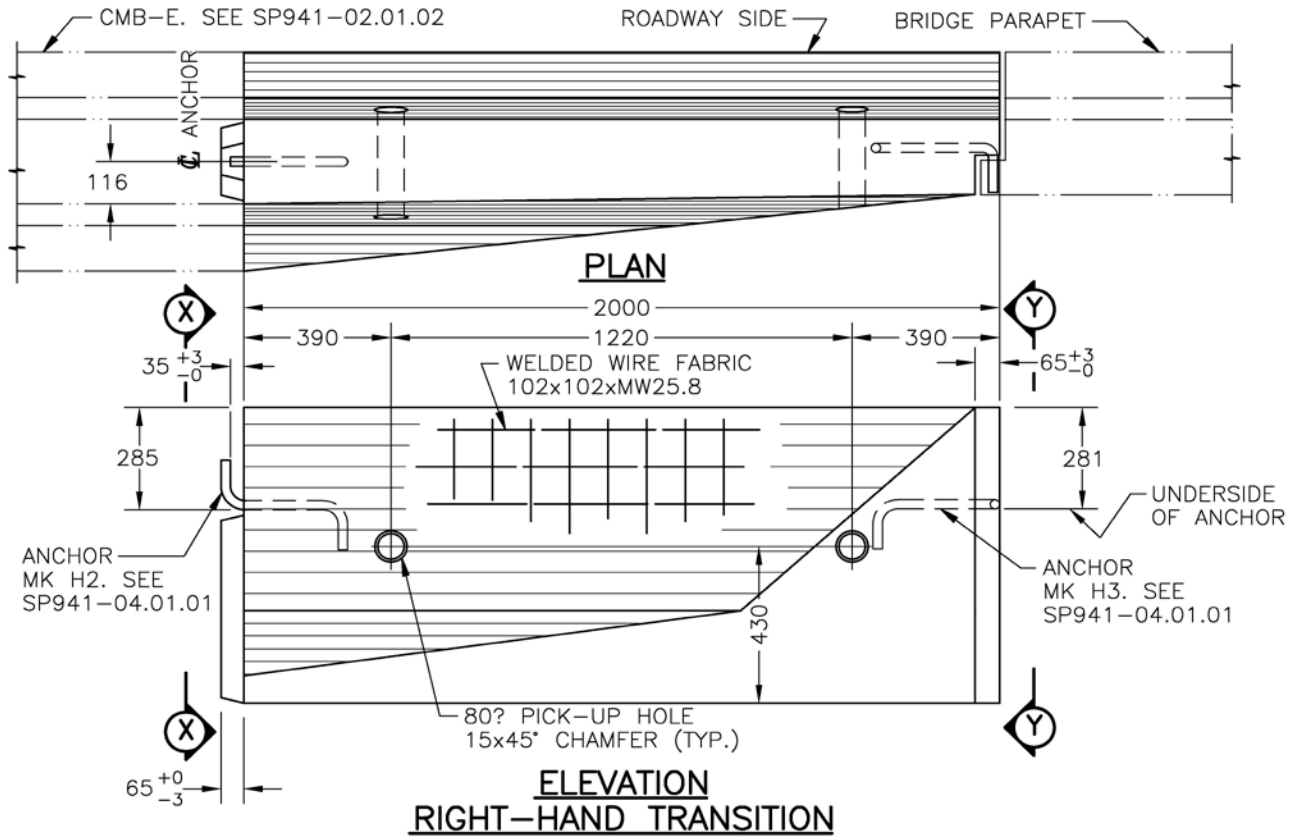 CMB-E. SEE SP941-02.01.02
ROADWAY SIDE
BRIDGE PARAPET
℄ ANCHOR
116
PLAN
X
2000
Y
390
1220
390
35 +3 -0
WELDED WIRE FABRIC
102x102xMW25.8
65 +3 -0
285
281
UNDERSIDE
OF ANCHOR
ANCHOR
MK H2. SEE
SP941-04.01.01
ANCHOR
MK H3. SEE
SP941-04.01.01
430
X
80? PICK-UP HOLE
15x45° CHAMFER (TYP.)
Y
65 +0 -3
ELEVATION
RIGHT-HAND TRANSITION